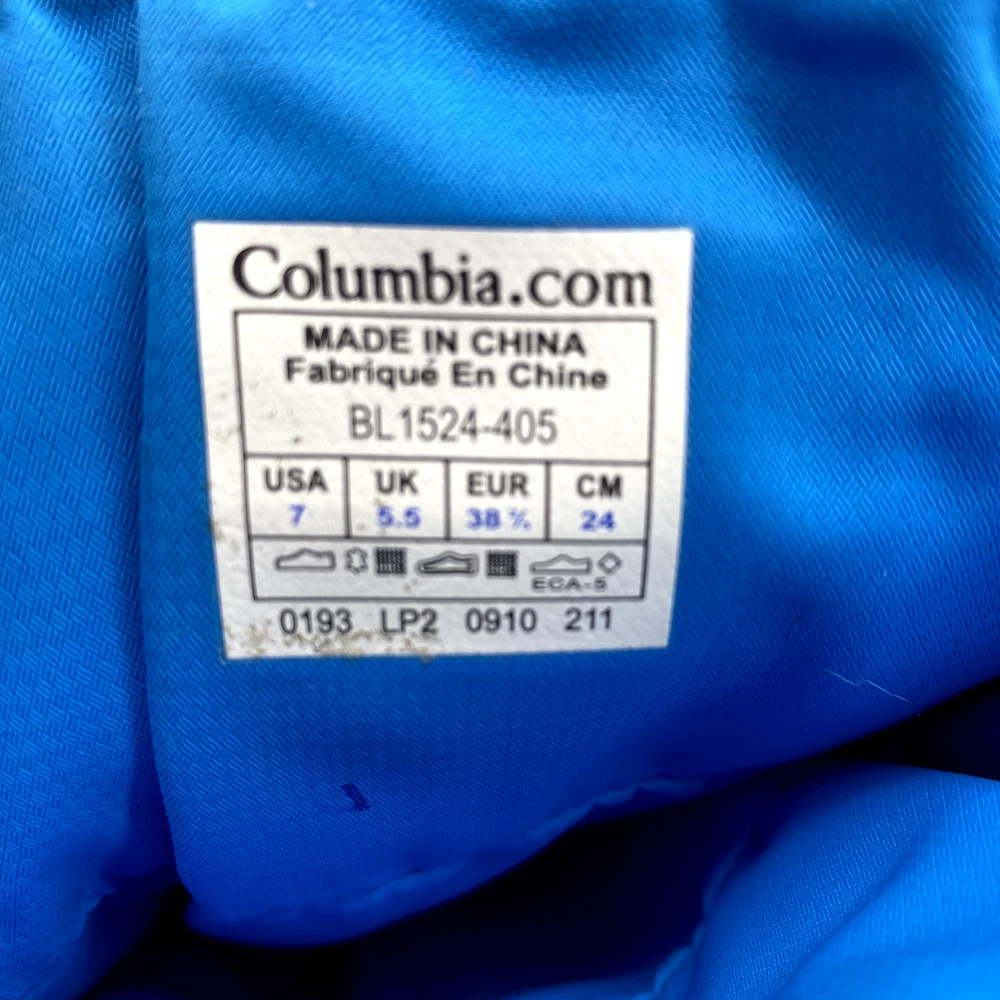 Columbia.com
MADE IN CHINA
Fabriqué En Chine
BL1524-405
USA UK EUR CM
7 5.5 38 ½ 24
ECA-5
0193 LP2 0910 211